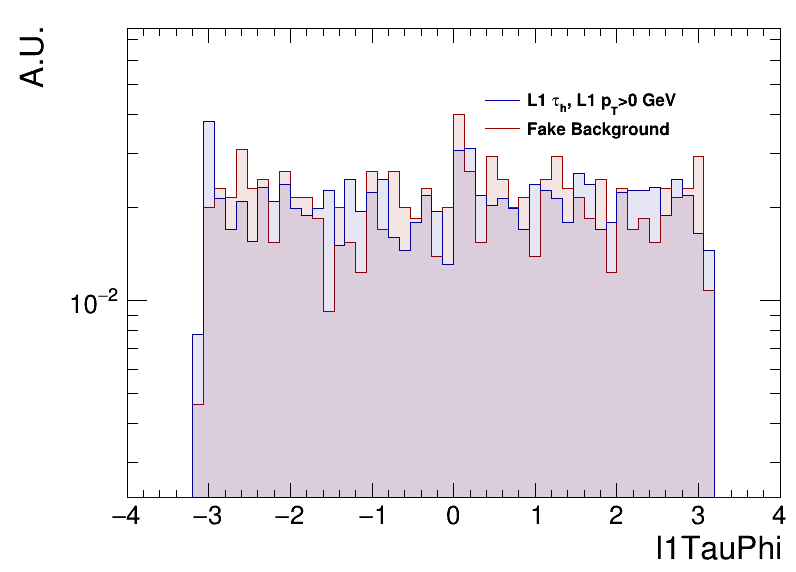 A.U.
L1 τh, L1 pT>0 GeV
Fake Background
10−2
−4 −3 −2 −1 0 1 2 3 4
l1TauPhi